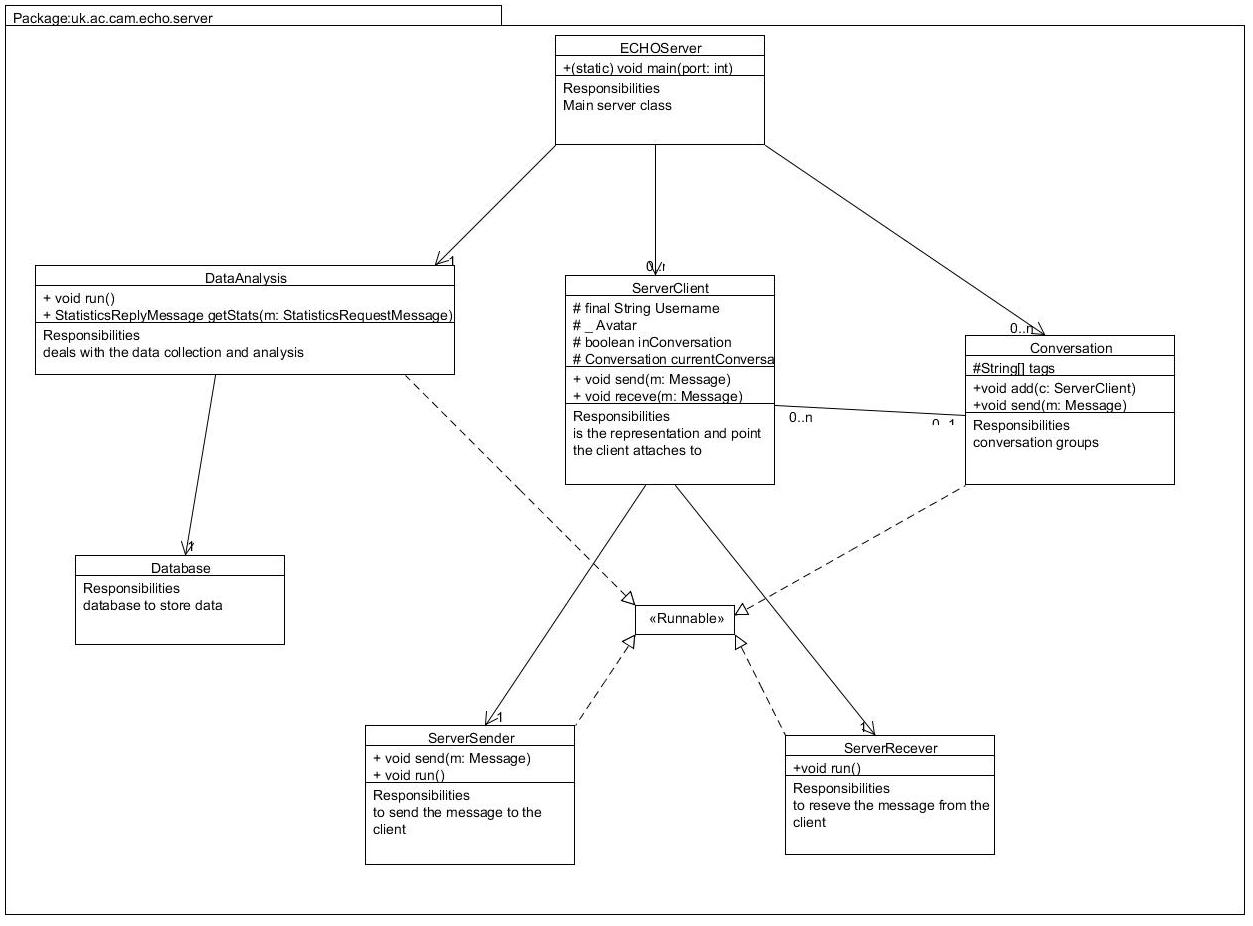 Package:uk.ac.cam.echo.server
ECHOServer
+(static) void main(port: int)
Responsibilities
Main server class
1
0..n
0..n
DataAnalysis
+ void run()
+ StatisticsReplyMessage getStats(m: StatisticsRequestMessage)
Responsibilities
deals with the data collection and analysis
ServerClient
# final String Username
# _ Avatar
# boolean inConversation
# Conversation currentConversa
+ void send(m: Message)
+ void receve(m: Message)
Responsibilities
is the representation and point
the client attaches to
Conversation
#String[] tags
+void add(c: ServerClient)
+void send(m: Message)
Responsibilities
conversation groups
0..n
0..1
1
Database
Responsibilities
database to store data
«Runnable»
1
1
ServerSender
+ void send(m: Message)
+ void run()
Responsibilities
to send the message to the
client
ServerRecever
+void run()
Responsibilities
to reseve the message from the
client